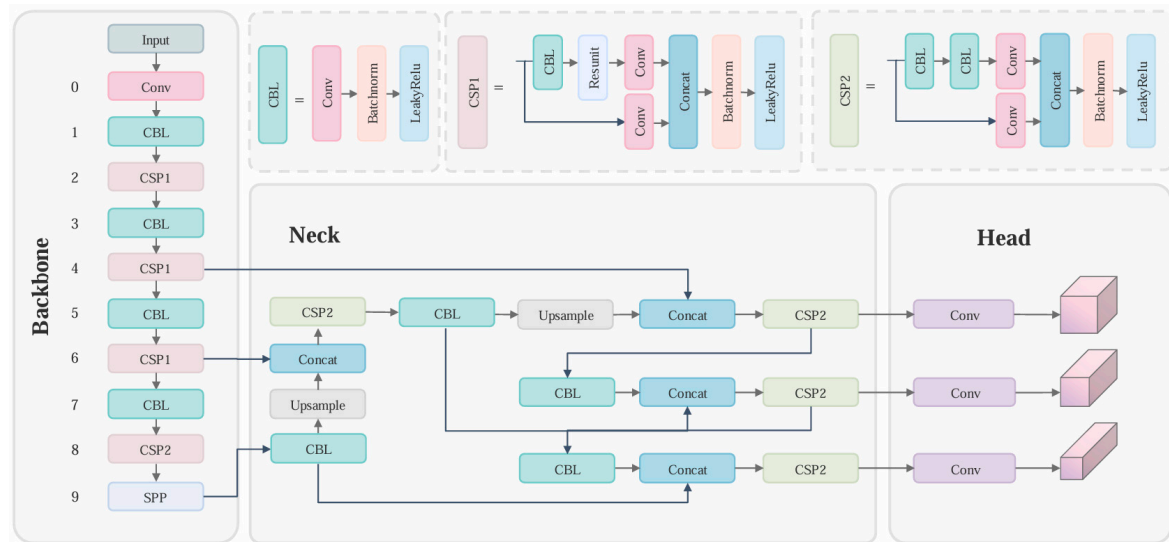 Backbone
Input
0 Conv
1 CBL
2 CSP1
3 CBL
4 CSP1
5 CBL
6 CSP1
7 CBL
8 CSP2
9 SPP
CBL = Conv Batchnorm LeakyRelu
CSP1 = CBL Resunit Conv Concat Batchnorm LeakyRelu
Conv
CSP2 = CBL CBL Conv Concat Batchnorm LeakyRelu
Conv
Neck
CSP2 CBL Upsample Concat CSP2
Concat
CBL Concat CSP2
Upsample
CBL
CBL Concat CSP2
Head
Conv
Conv
Conv